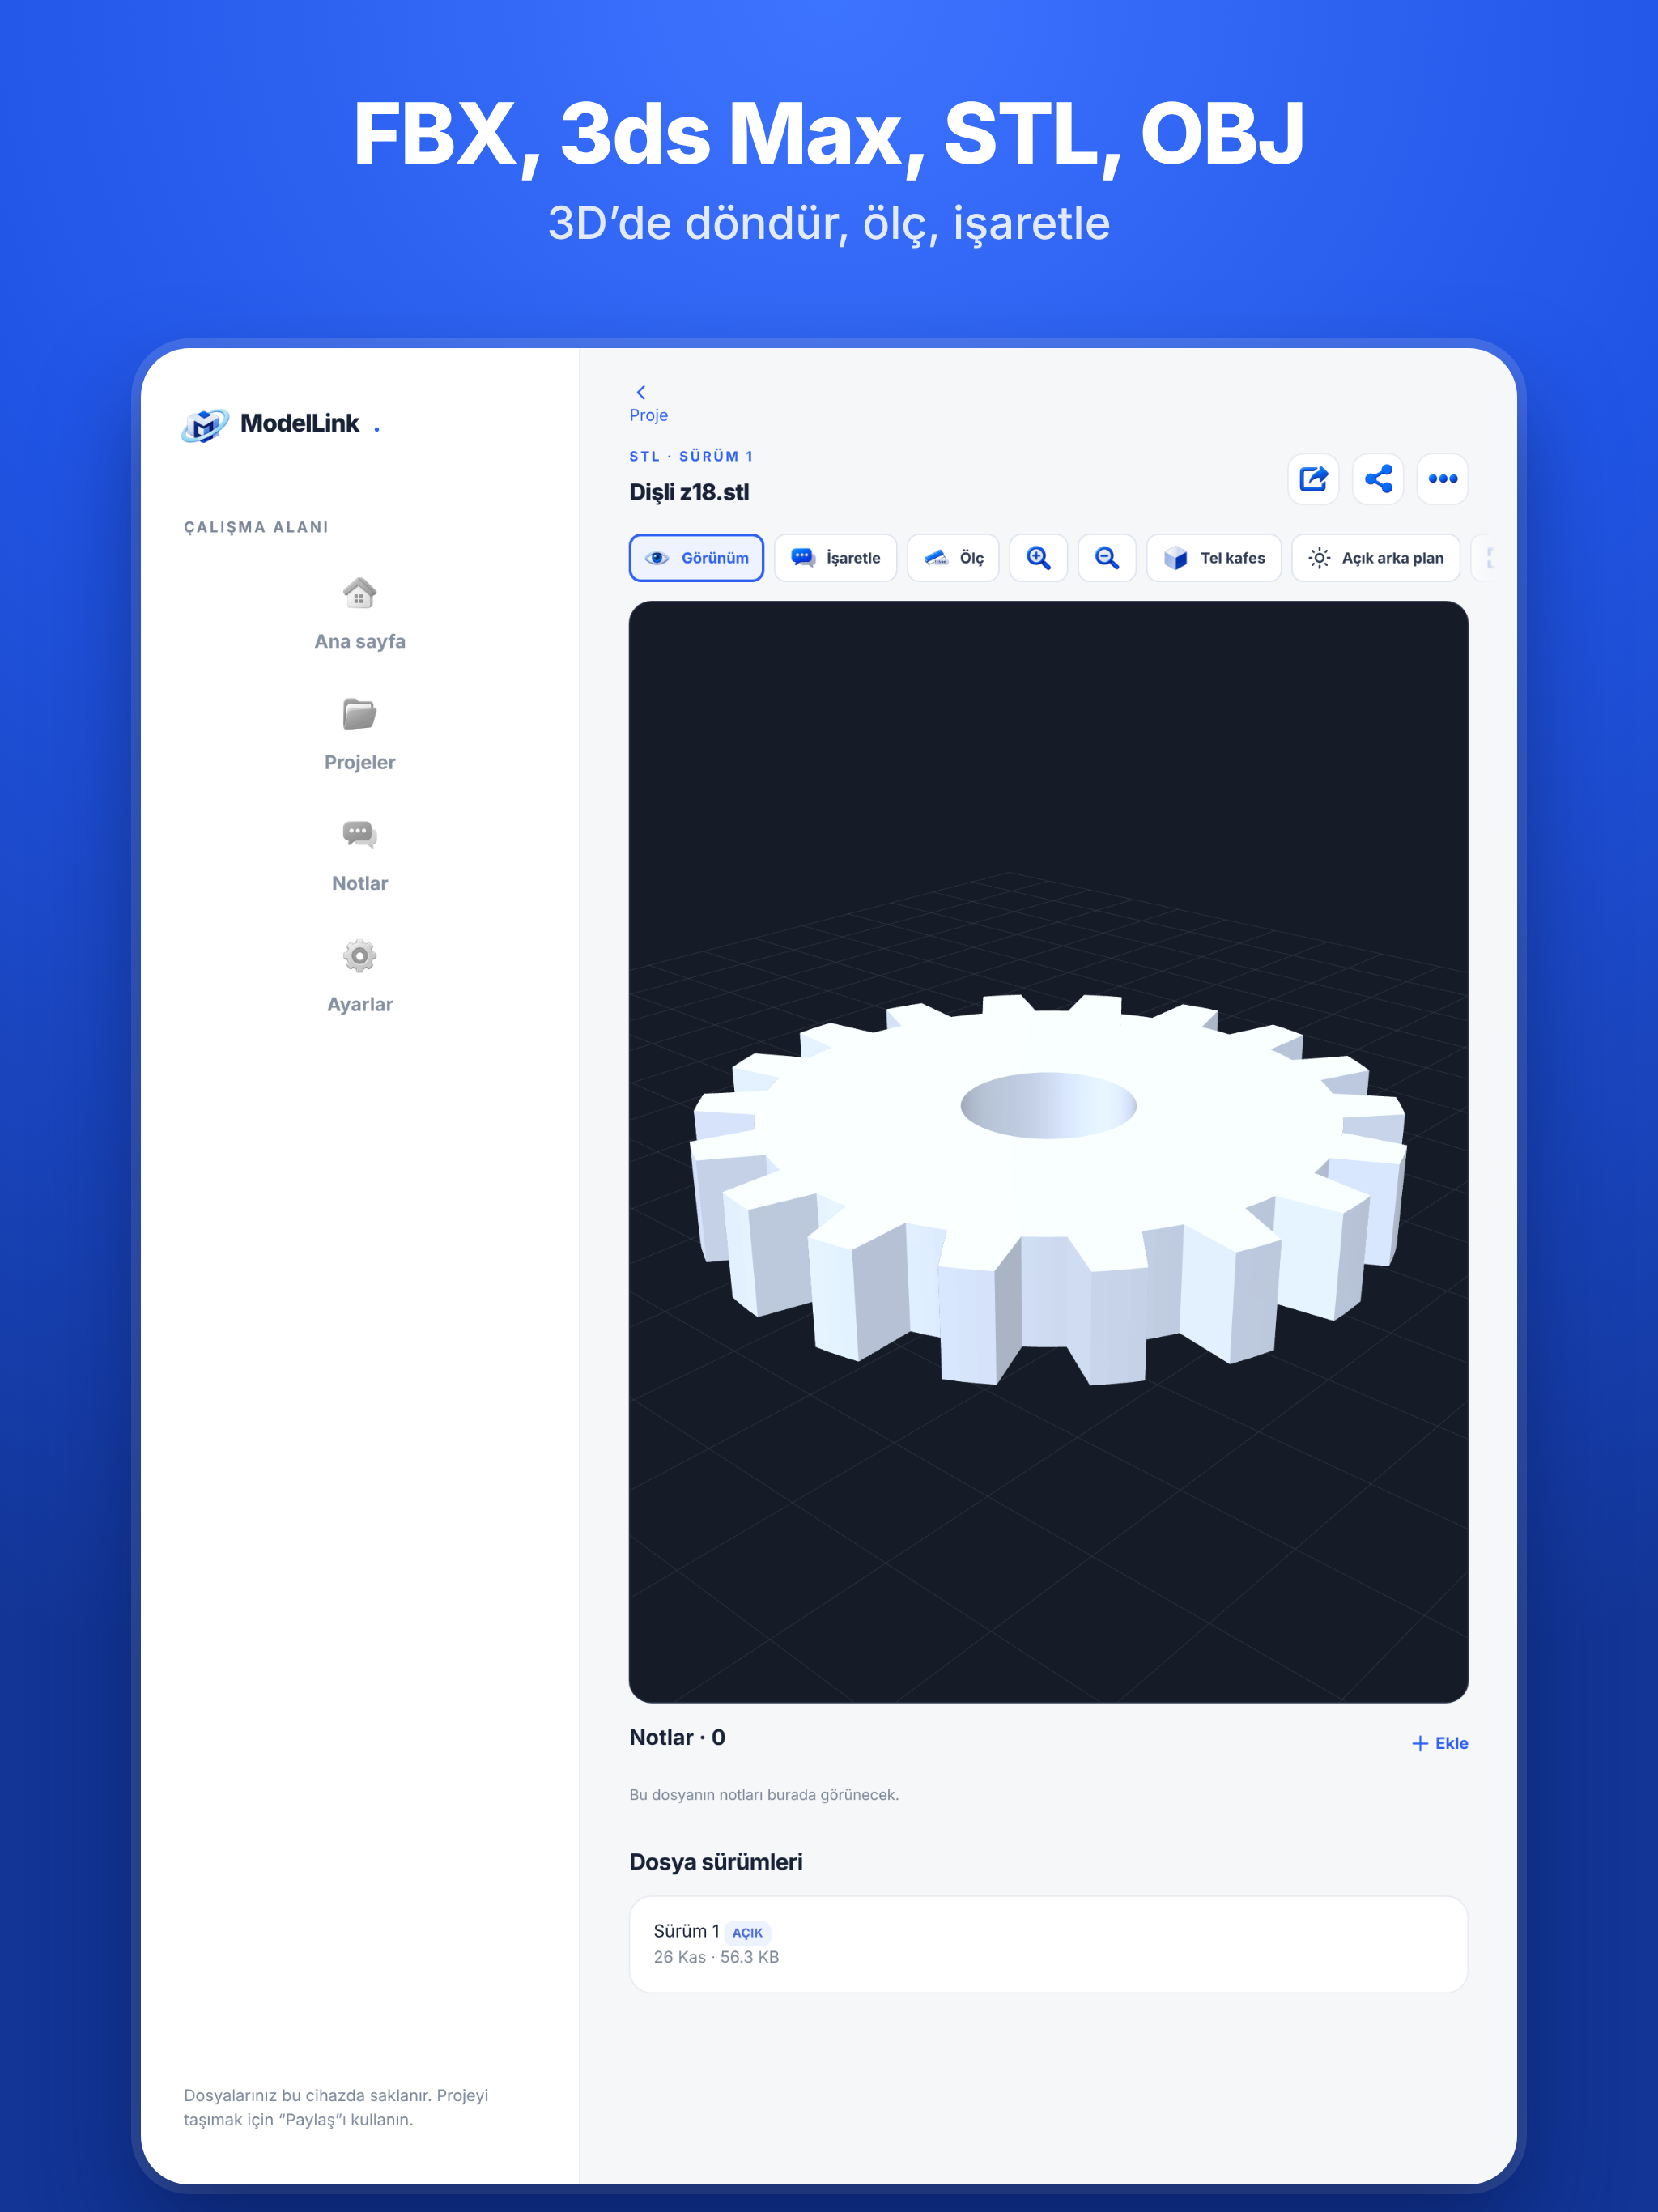 FBX, 3ds Max, STL, OBJ
3D’de döndür, ölç, işaretle
ModelLink .
ÇALIŞMA ALANI
Ana sayfa
Projeler
Notlar
Ayarlar
Dosyalarınız bu cihazda saklanır. Projeyi
taşımak için “Paylaş”ı kullanın.
Proje
STL · SÜRÜM 1
Dişli z18.stl
Görünüm
İşaretle
Ölç
Tel kafes
Açık arka plan
Notlar · 0
Ekle
Bu dosyanın notları burada görünecek.
Dosya sürümleri
Sürüm 1 AÇIK
26 Kas · 56.3 KB